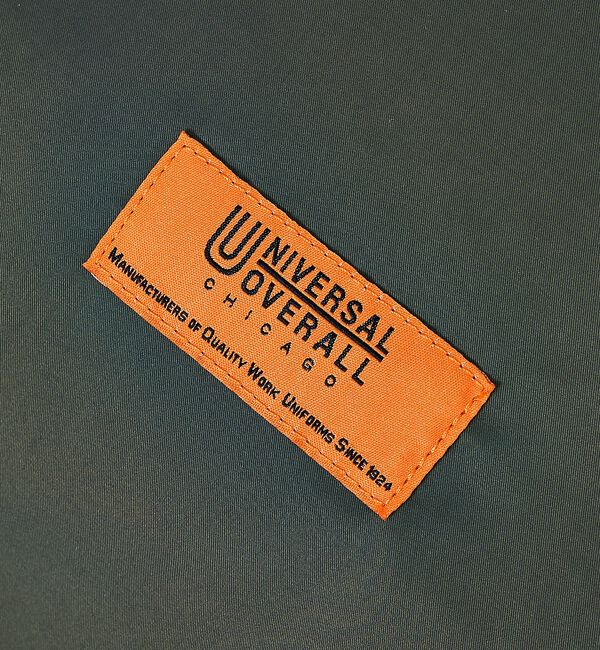 UNIVERSAL
OVERALL
CHICAGO
MANUFACTURERS OF QUALITY WORK UNIFORMS SINCE 1924